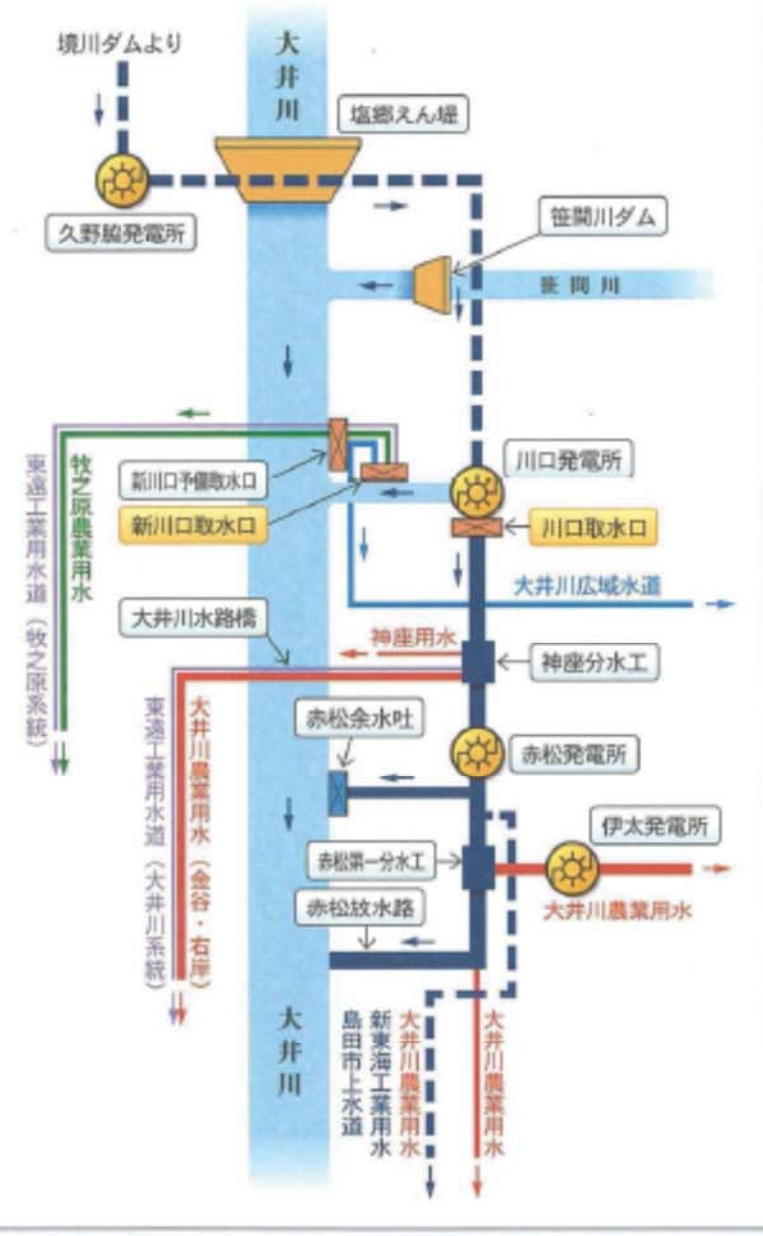 境川ダムより
大井川
塩郷えん堤
久野脇発電所
笹間川ダム
笹間川
川口発電所
新川口予備取水口
新川口取水口
川口取水口
牧之原農業用水
東遠工業用水道（牧之原系統）
大井川広域水道
大井川水路橋
神座用水
神座分水工
赤松余水吐
赤松発電所
大井川農業用水（金谷・右岸）
東遠工業用水道（大井川系統）
伊太発電所
赤松第一分水工
大井川農業用水
赤松放水路
大井川
大井川農業用水
大井川農業用水
新東海工業用水
島田市上水道